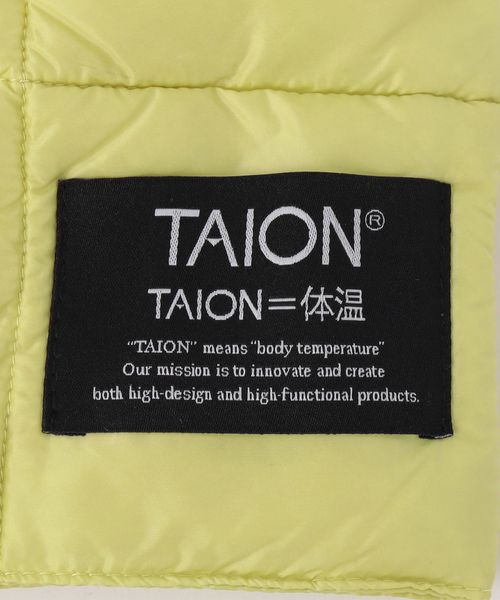 TAION®
TAION=体温
“TAION” means “body temperature”
Our mission is to innovate and create
both high-design and high-functional products.